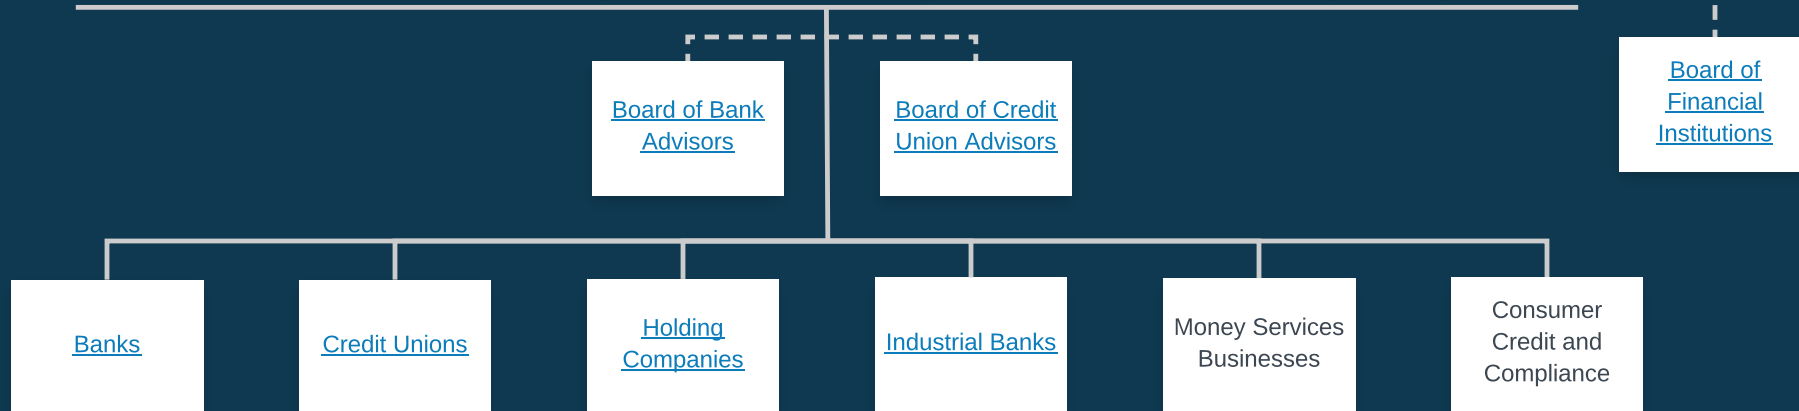 Board of Bank
Advisors
Board of Credit
Union Advisors
Board of
Financial
Institutions
Banks
Credit Unions
Holding
Companies
Industrial Banks
Money Services
Businesses
Consumer
Credit and
Compliance